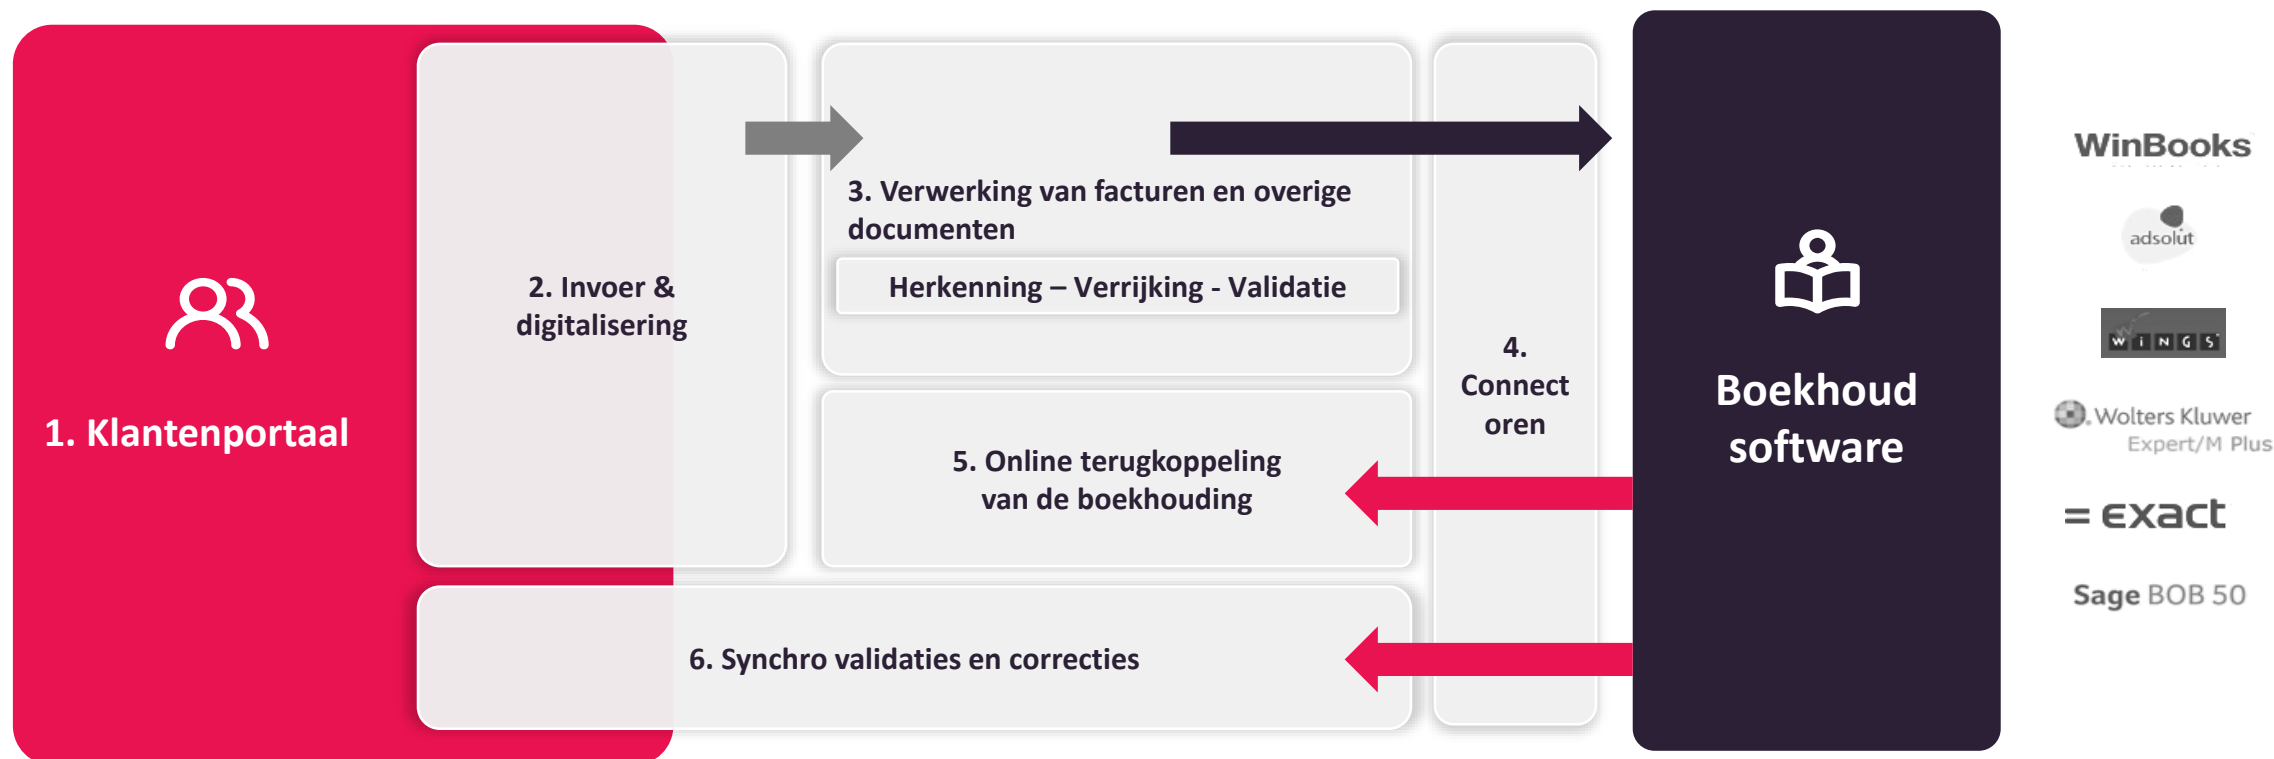 1. Klantenportaal
2. Invoer &
digitalisering
3. Verwerking van facturen en overige
documenten
Herkenning – Verrijking - Validatie
4.
Connect
oren
5. Online terugkoppeling
van de boekhouding
6. Synchro validaties en correcties
Boekhoud
software
WinBooks
adsolut
WiNGS
Wolters Kluwer
Expert/M Plus
= exact
Sage BOB 50